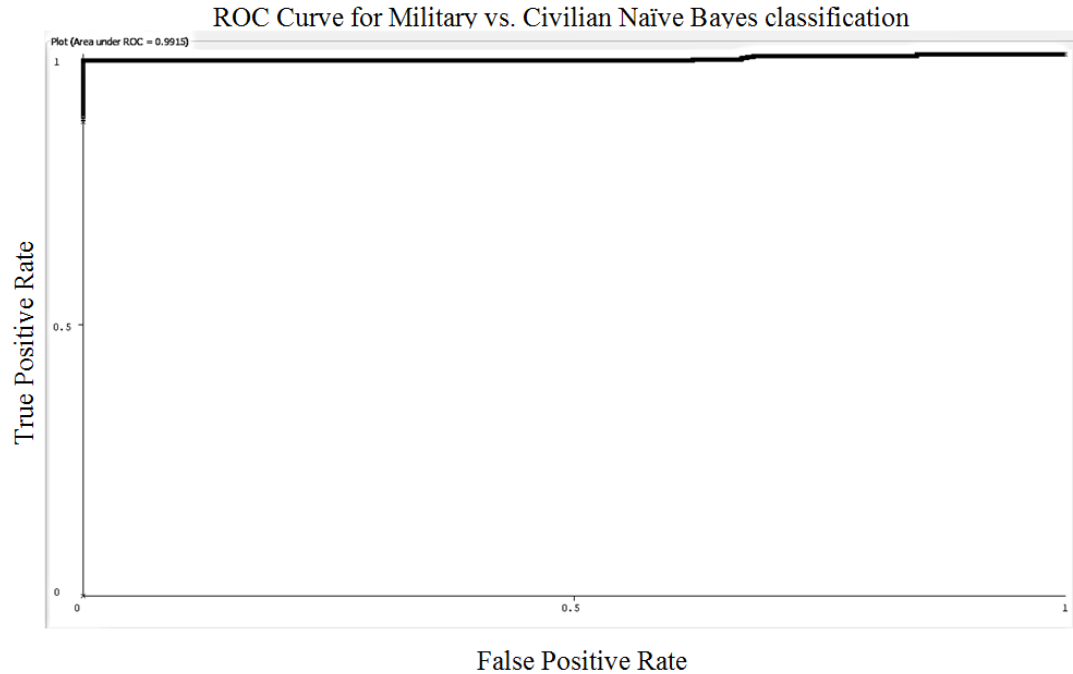 ROC Curve for Military vs. Civilian Naïve Bayes classification
Plot (Area under ROC = 0.9915)
1
True Positive Rate
0.5
0
0
0.5
1
False Positive Rate